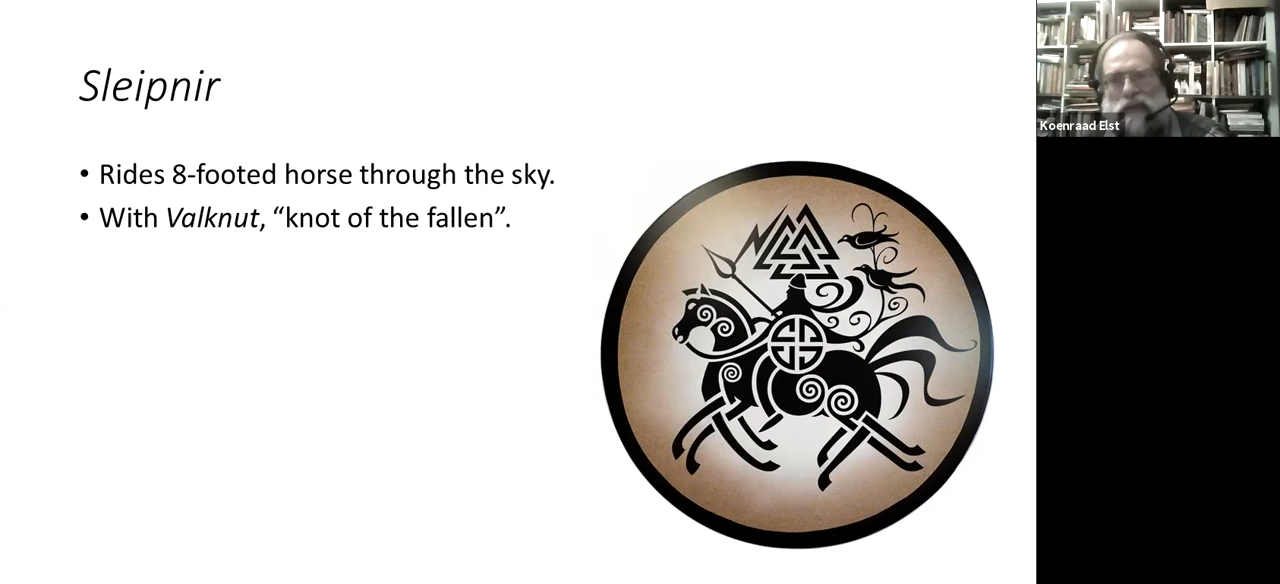 Sleipnir
• Rides 8-footed horse through the sky.
• With Valknut, “knot of the fallen”.
Koenraad Elst